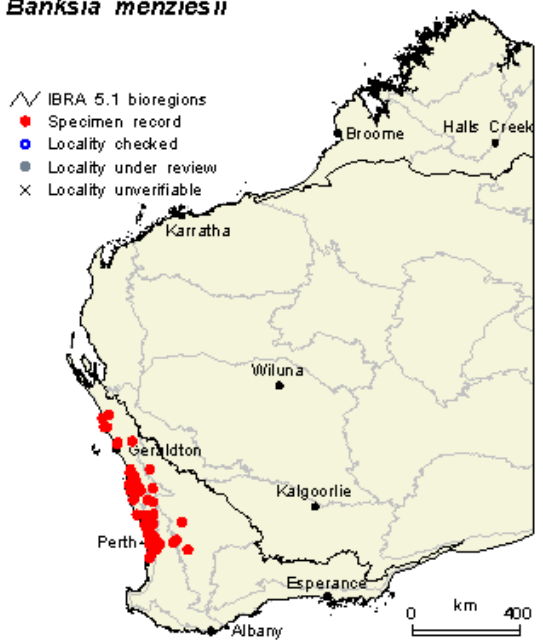 Banksia menziesii
IBRA 5.1 bioregions
Specimen record
Locality checked
Locality under review
Locality unverifiable
Broome
Halls Creek
Karratha
Wiluna
Geraldton
Kalgoorlie
Perth
Esperance
Albany
km
0 400